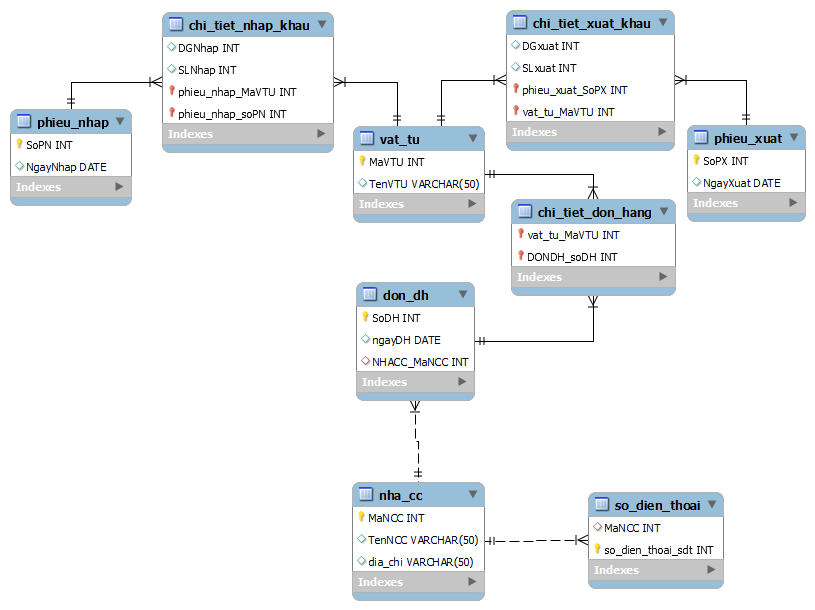 chi_tiet_nhap_khau
DGNhap INT
SLNhap INT
phieu_nhap_MaVTU INT
phieu_nhap_soPN INT
Indexes
chi_tiet_xuat_khau
DGxuat INT
SLxuat INT
phieu_xuat_SoPX INT
vat_tu_MaVTU INT
Indexes
phieu_nhap
SoPN INT
NgayNhap DATE
Indexes
vat_tu
MaVTU INT
TenVTU VARCHAR(50)
Indexes
phieu_xuat
SoPX INT
NgayXuat DATE
Indexes
chi_tiet_don_hang
vat_tu_MaVTU INT
DONDH_soDH INT
Indexes
don_dh
SoDH INT
ngayDH DATE
NHACC_MaNCC INT
Indexes
nha_cc
MaNCC INT
TenNCC VARCHAR(50)
dia_chi VARCHAR(50)
Indexes
so_dien_thoai
MaNCC INT
so_dien_thoai_sdt INT
Indexes